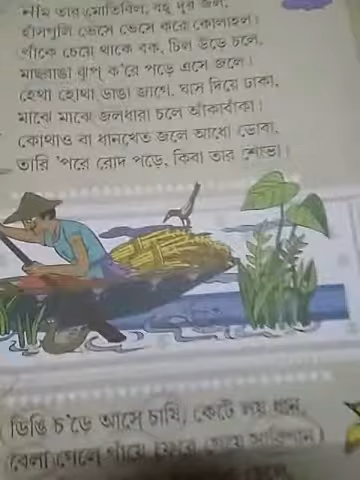 নাম তার মোতিবিল, বহু দূর জল,
হাঁসগুলি ভেসে ভেসে করে কোলাহল।
পাঁকে চেয়ে থাকে বক, চিল উড়ে চলে,
মাছরাঙা ঝুপ্ ক'রে পড়ে এসে জলে।
হেথা হোথা ডাঙা জাগে, ঘাস দিয়ে ঢাকা,
মাঝে মাঝে জলধারা চলে আঁকাবাঁকা।
কোথাও বা ধানখেত জলে আধো ডোবা,
তারি 'পরে রোদ পড়ে, কিবা তার শোভা।
ডিঙি চ'ড়ে আসে চাষি, কেটে লয় ধান,
বেলা গেলে গাঁয়ে ফেরে গেয়ে সারিগান।